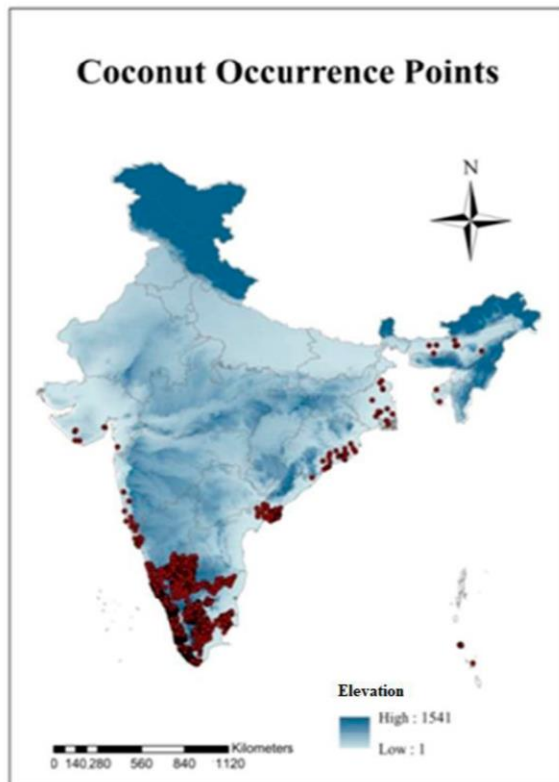 Coconut Occurrence Points
N
Elevation
High : 1541
Low : 1
Kilometers
0 140 280 560 840 1120